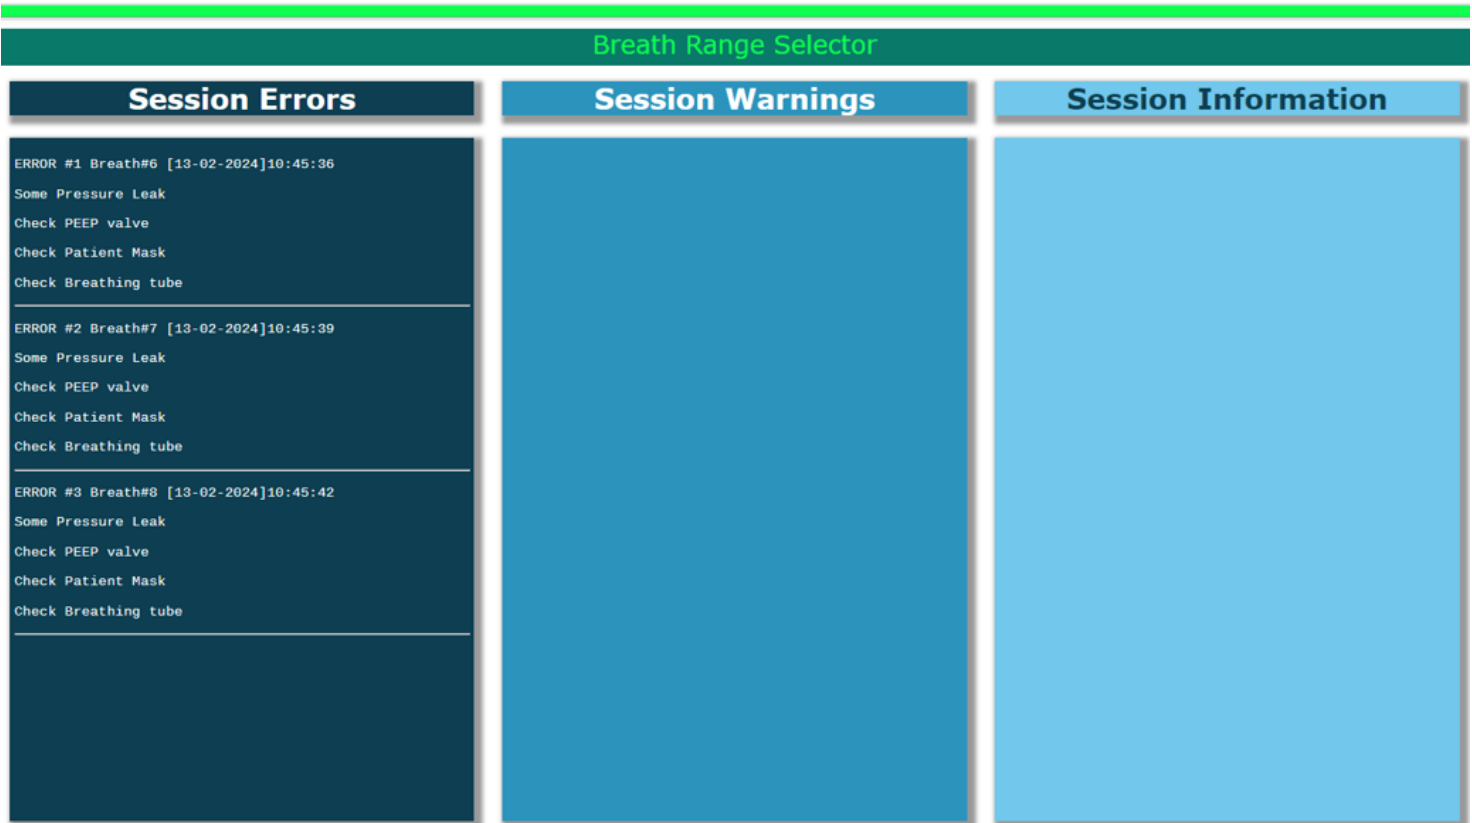 Breath Range Selector
Session Errors
ERROR #1 Breath#6 [13-02-2024]10:45:36
Some Pressure Leak
Check PEEP valve
Check Patient Mask
Check Breathing tube
ERROR #2 Breath#7 [13-02-2024]10:45:39
Some Pressure Leak
Check PEEP valve
Check Patient Mask
Check Breathing tube
ERROR #3 Breath#8 [13-02-2024]10:45:42
Some Pressure Leak
Check PEEP valve
Check Patient Mask
Check Breathing tube
Session Warnings
Session Information